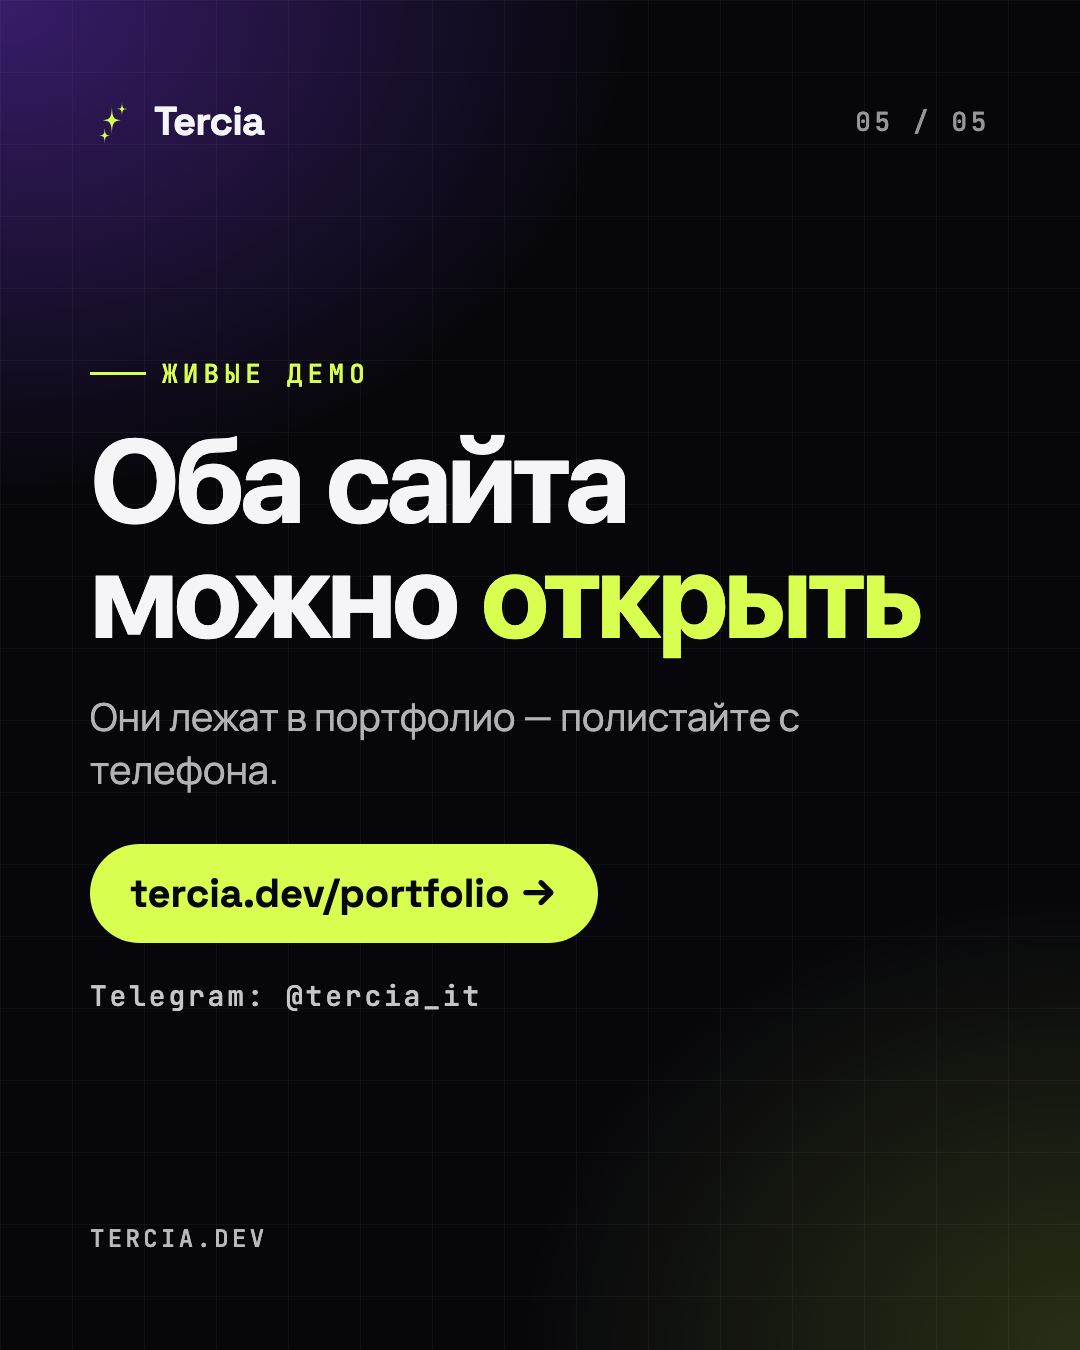 Tercia
05 / 05
ЖИВЫЕ ДЕМО
Оба сайта
можно открыть
Они лежат в портфолио — полистайте с
телефона.
tercia.dev/portfolio →
Telegram: @tercia_it
TERCIA.DEV